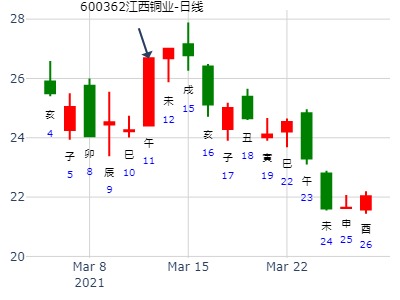 600362江西铜业-日线
28
26
24
22
20
亥
4
子
5
卯
8
辰
9
巳
10
午
11
未
12
戌
15
亥
16
子
17
丑
18
寅
19
巳
22
午
23
未
24
申
25
酉
26
Mar 8
2021
Mar 15
Mar 22